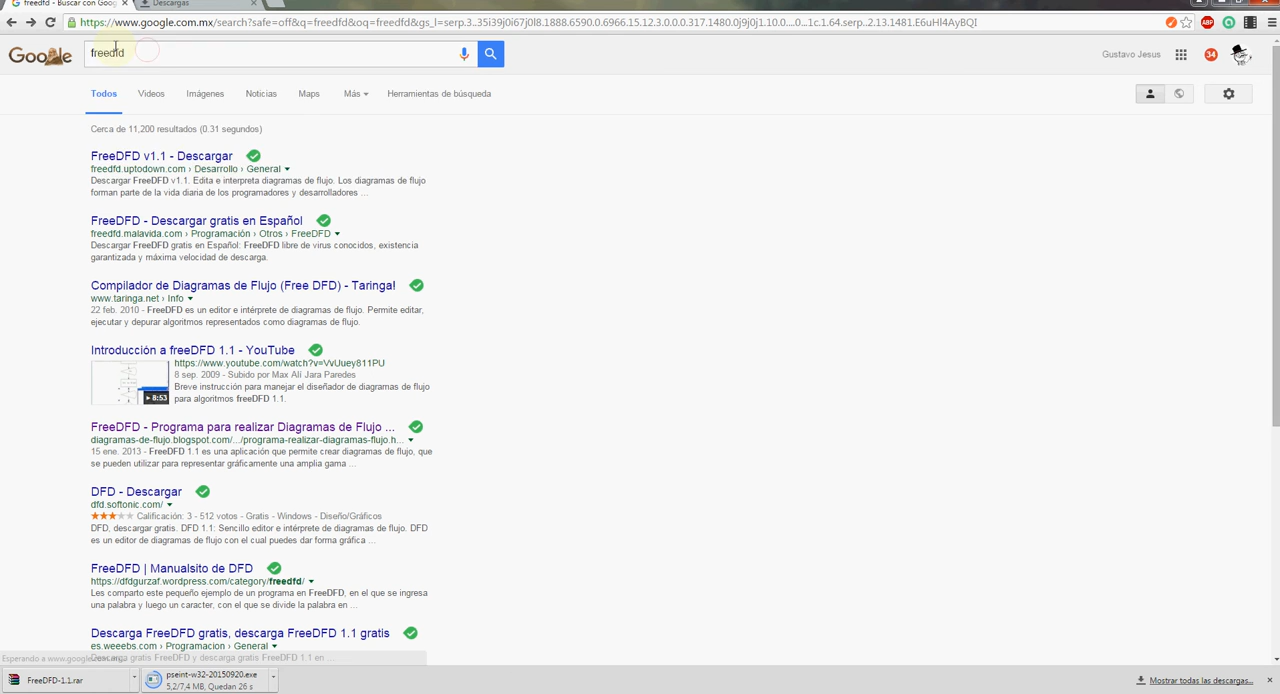 freedfd - Buscar con Goog
Descargas
https://www.google.com.mx/search?safe=off&q=freedfd&oq=freedfd&gs_l=serp.3..35i39j0i67j0l8.1888.6590.0.6966.15.12.3.0.0.0.317.1480.0j9j0j1.10.0....0...1c.1.64.serp..2.13.1481.E6uHl4AyBQI
Google
freedfd
Gustavo Jesus
34
Todos Videos Imágenes Noticias Maps Más Herramientas de búsqueda
Cerca de 11,200 resultados (0.31 segundos)
FreeDFD v1.1 - Descargar
freedfd.uptodown.com › Desarrollo › General
Descargar FreeDFD v1.1. Edita e interpreta diagramas de flujo. Los diagramas de flujo
forman parte de la vida diaria de los programadores y desarrolladores ...
FreeDFD - Descargar gratis en Español
freedfd.malavida.com › Programación › Otros › FreeDFD
Descargar FreeDFD gratis en Español: FreeDFD libre de virus conocidos, existencia
garantizada y máxima velocidad de descarga.
Compilador de Diagramas de Flujo (Free DFD) - Taringa!
www.taringa.net › Info
22 feb. 2010 - FreeDFD es un editor e intérprete de diagramas de flujo. Permite editar,
ejecutar y depurar algoritmos representados como diagramas de flujo.
Introducción a freeDFD 1.1 - YouTube
https://www.youtube.com/watch?v=VvUuey811PU
8 sep. 2009 - Subido por Max Alí Jara Paredes
Breve instrucción para manejar el diseñador de diagramas de flujo
para algoritmos freeDFD 1.1.
8:53
FreeDFD - Programa para realizar Diagramas de Flujo ...
diagramas-de-flujo.blogspot.com/.../programa-realizar-diagramas-flujo.h...
15 ene. 2013 - FreeDFD 1.1 es una aplicación que permite crear diagramas de flujo, que
se pueden utilizar para representar gráficamente una amplia gama ...
DFD - Descargar
dfd.softonic.com/
Calificación: 3 - 512 votos - Gratis - Windows - Diseño/Gráficos
DFD, descargar gratis. DFD 1.1: Sencillo editor e intérprete de diagramas de flujo. DFD
es un editor de diagramas de flujo con el cual puedes dar forma gráfica ...
FreeDFD | Manualsito de DFD
https://dfdgurzaf.wordpress.com/category/freedfd/
Les comparto este pequeño ejemplo de un programa en FreeDFD, en el que se ingresa
una palabra y luego un caracter, con el que se divide la palabra en ...
Descarga FreeDFD gratis, descarga FreeDFD 1.1 gratis
es.weeebs.com › Programacion › General
Descarga gratis FreeDFD y descarga gratis FreeDFD 1.1 en ...
Esperando a www.google.com
FreeDFD-1.1.rar
pseint-w32-20150920.exe
5,2/7,4 MB, Quedan 26 s
Mostrar todas las descargas...